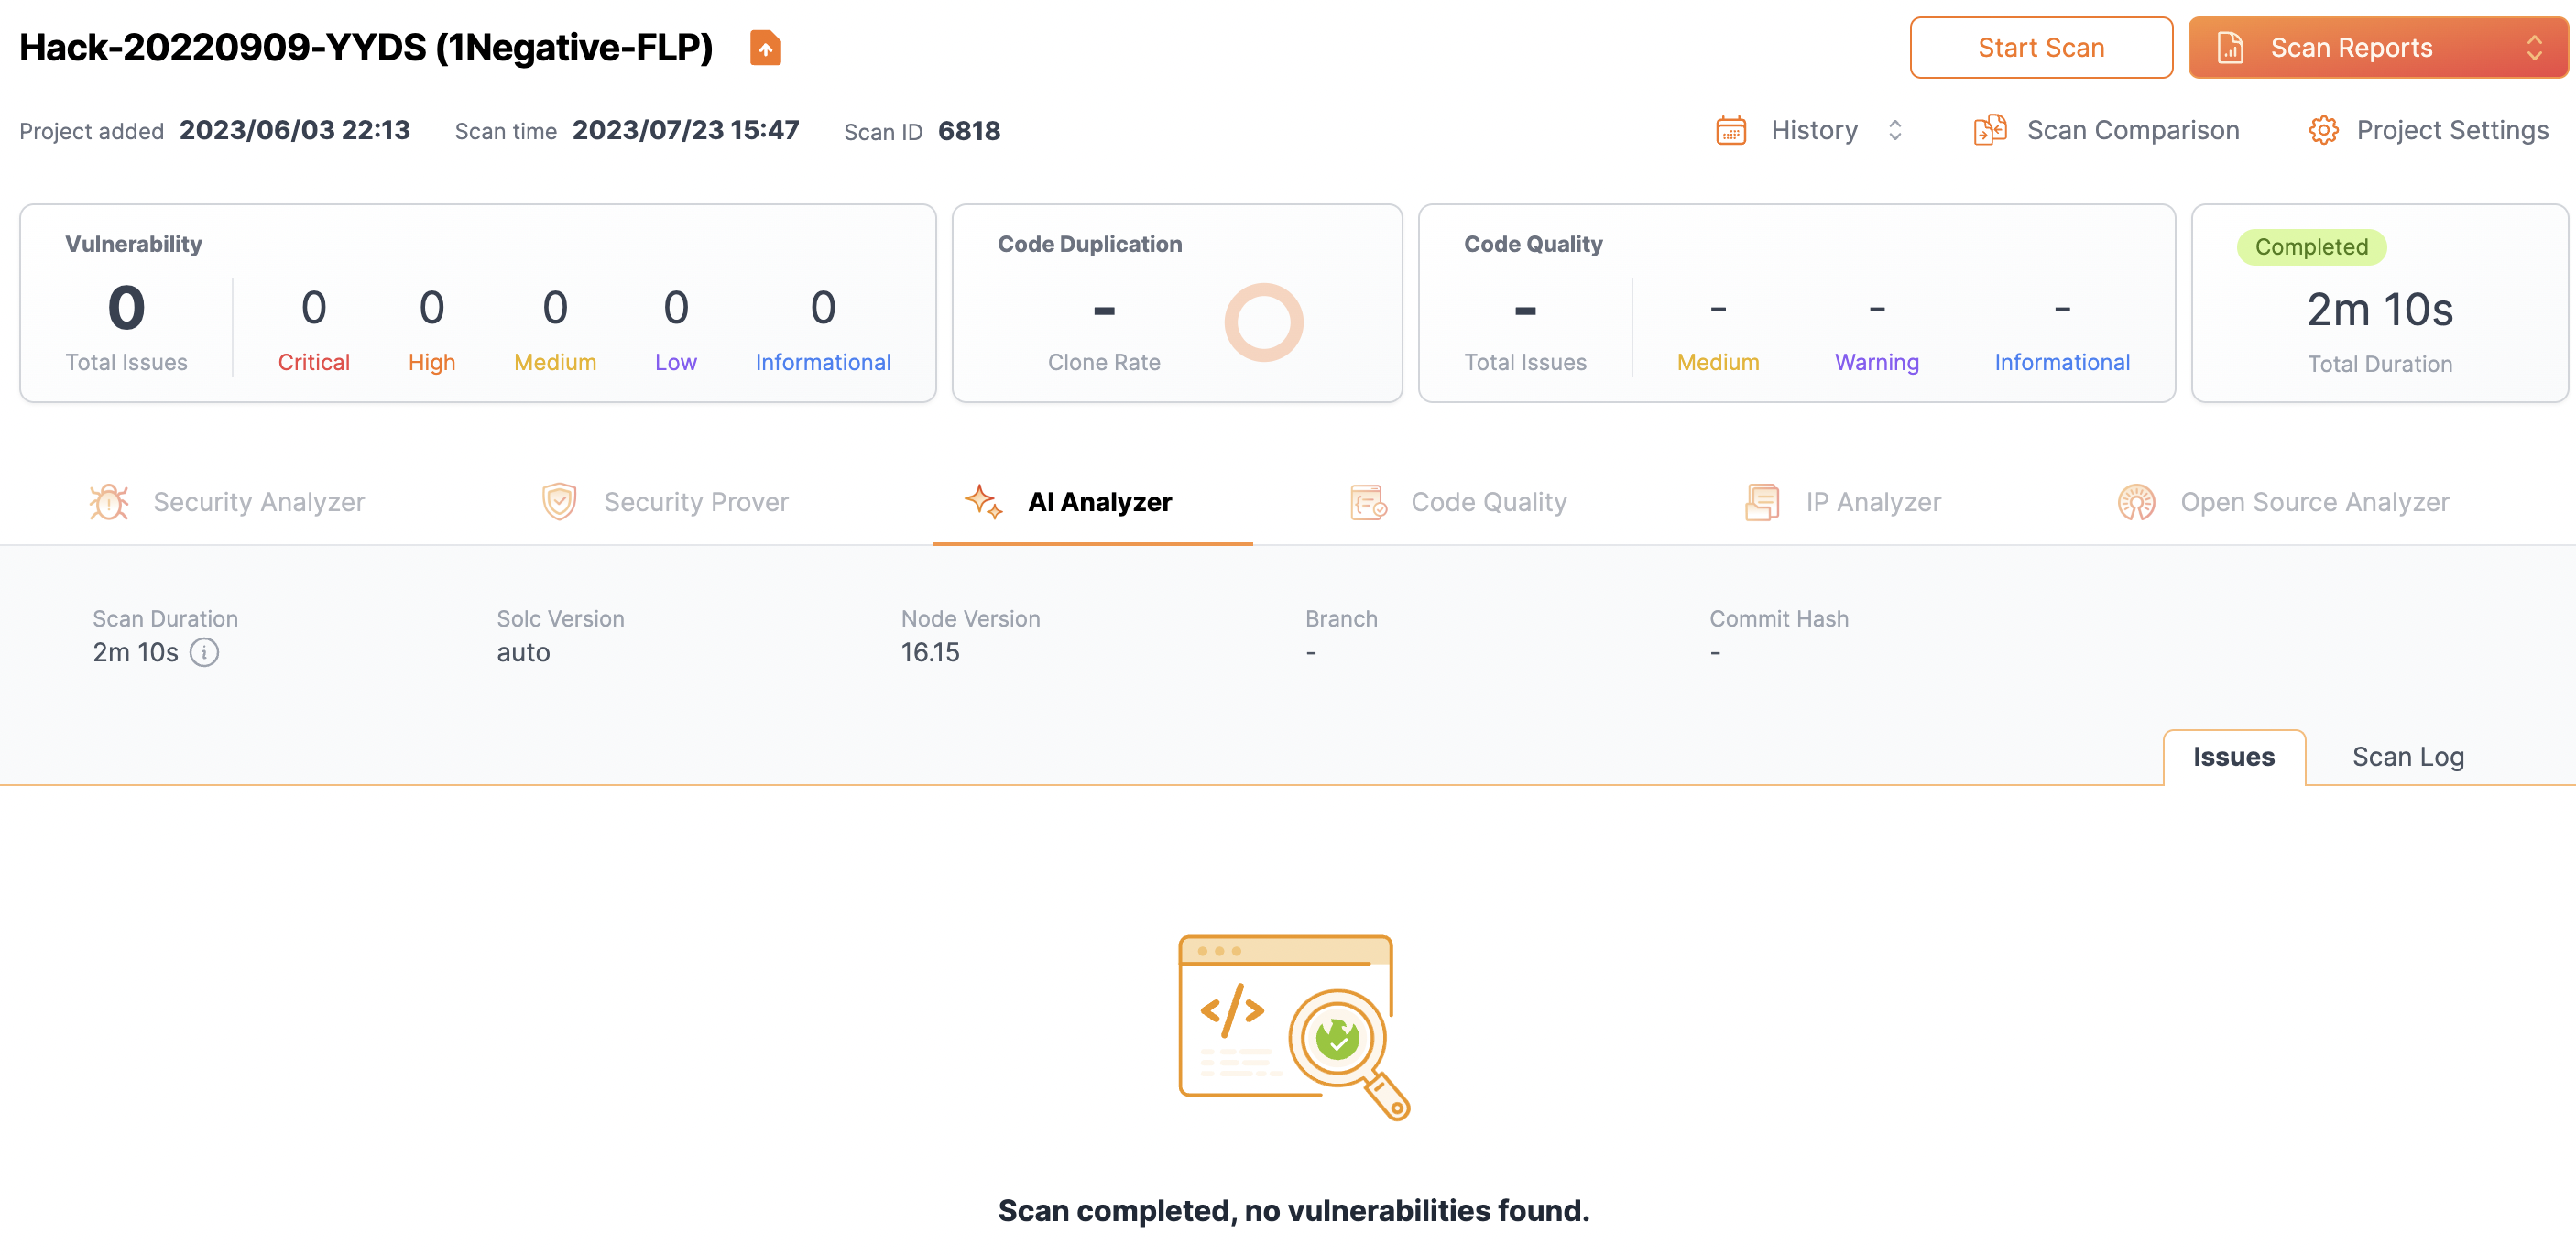 Hack-20220909-YYDS (1Negative-FLP)
Start Scan
Scan Reports
Project added 2023/06/03 22:13 Scan time 2023/07/23 15:47 Scan ID 6818
History
Scan Comparison
Project Settings
Vulnerability
0 0 0 0 0 0
Total Issues Critical High Medium Low Informational
Code Duplication
-
Clone Rate
Code Quality
- - - -
Total Issues Medium Warning Informational
Completed
2m 10s
Total Duration
Security Analyzer
Security Prover
AI Analyzer
Code Quality
IP Analyzer
Open Source Analyzer
Scan Duration Solc Version Node Version Branch Commit Hash
2m 10s auto 16.15 - -
Issues Scan Log
</>
Scan completed, no vulnerabilities found.